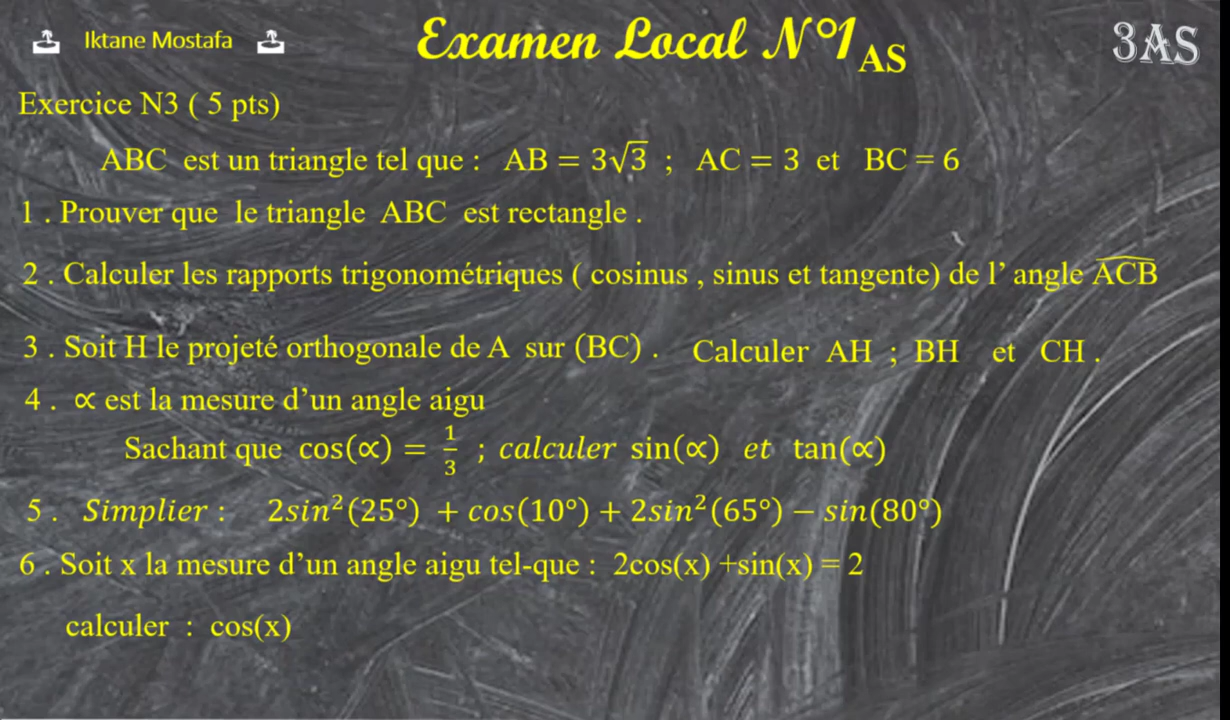 Iktane Mostafa Examen Local N°1 AS 3AS
Exercice N3 ( 5 pts)
ABC est un triangle tel que : AB = 3√3 ; AC = 3 et BC = 6
1 . Prouver que le triangle ABC est rectangle .
2 . Calculer les rapports trigonométriques ( cosinus , sinus et tangente) de l’ angle ACB
3 . Soit H le projeté orthogonale de A sur (BC) . Calculer AH ; BH et CH .
4 . ∝ est la mesure d’un angle aigu
Sachant que cos(∝) = 1/3 ; calculer sin(∝) et tan(∝)
5 . Simplier : 2sin²(25°) + cos(10°) + 2sin²(65°) − sin(80°)
6 . Soit x la mesure d’un angle aigu tel-que : 2cos(x) +sin(x) = 2
calculer : cos(x)